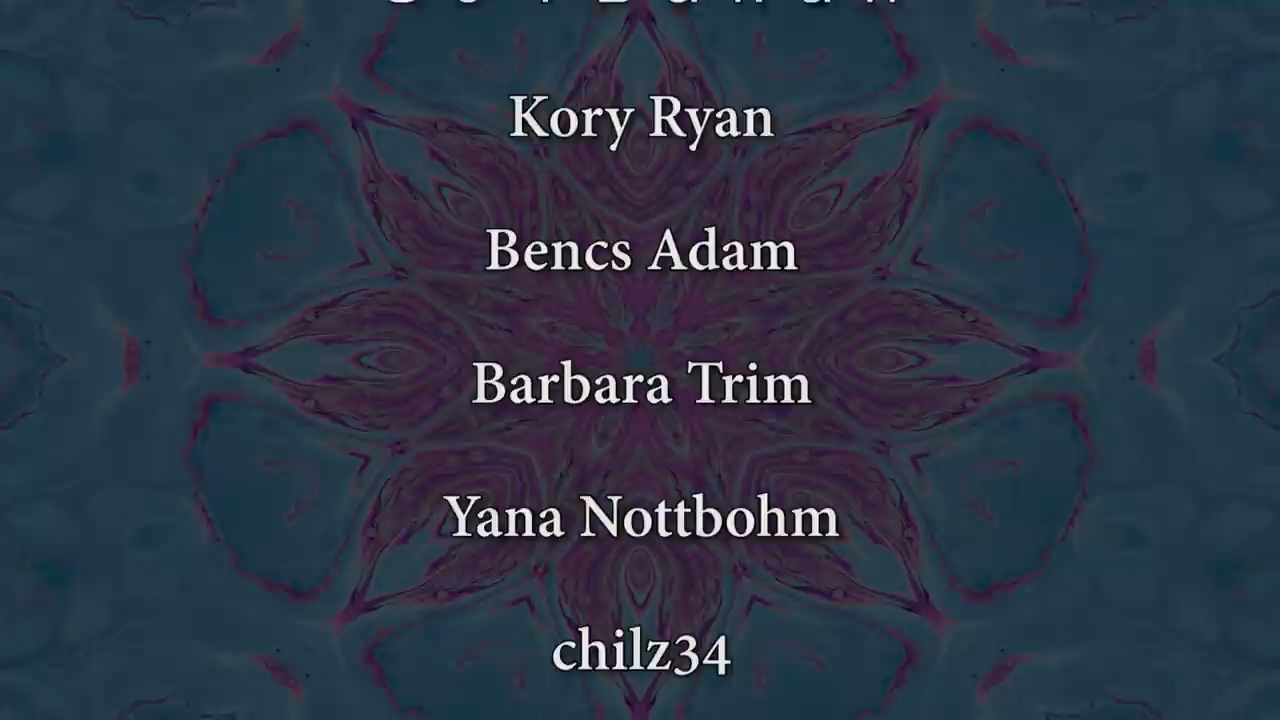 Kory Ryan
Bencs Adam
Barbara Trim
Yana Nottbohm
chilz34